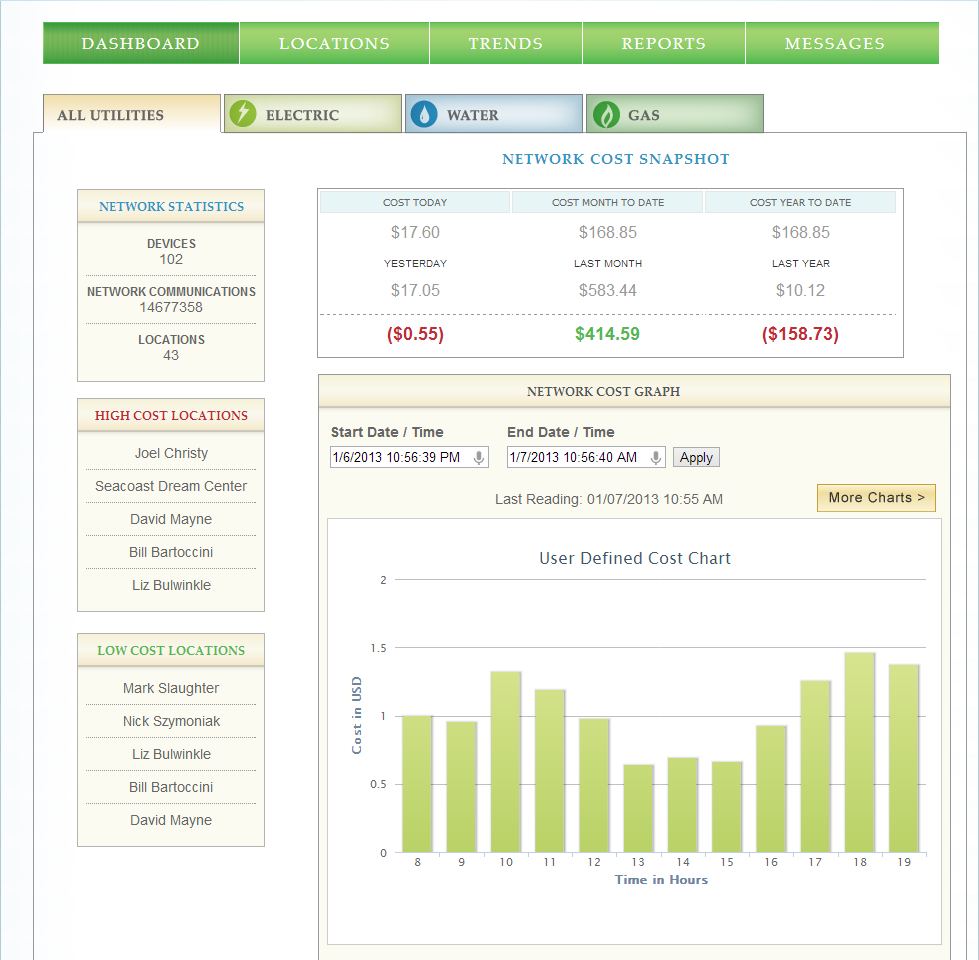 DASHBOARD LOCATIONS TRENDS REPORTS MESSAGES
ALL UTILITIES ELECTRIC WATER GAS
NETWORK COST SNAPSHOT
NETWORK STATISTICS
DEVICES
102
NETWORK COMMUNICATIONS
14677358
LOCATIONS
43
HIGH COST LOCATIONS
Joel Christy
Seacoast Dream Center
David Mayne
Bill Bartoccini
Liz Bulwinkle
LOW COST LOCATIONS
Mark Slaughter
Nick Szymoniak
Liz Bulwinkle
Bill Bartoccini
David Mayne
COST TODAY COST MONTH TO DATE COST YEAR TO DATE
$17.60 $168.85 $168.85
YESTERDAY LAST MONTH LAST YEAR
$17.05 $583.44 $10.12
($0.55) $414.59 ($158.73)
NETWORK COST GRAPH
Start Date / Time End Date / Time
1/6/2013 10:56:39 PM 1/7/2013 10:56:40 AM Apply
Last Reading: 01/07/2013 10:55 AM More Charts >
User Defined Cost Chart
2
1.5
1
0.5
0
Cost in USD
8 9 10 11 12 13 14 15 16 17 18 19
Time in Hours